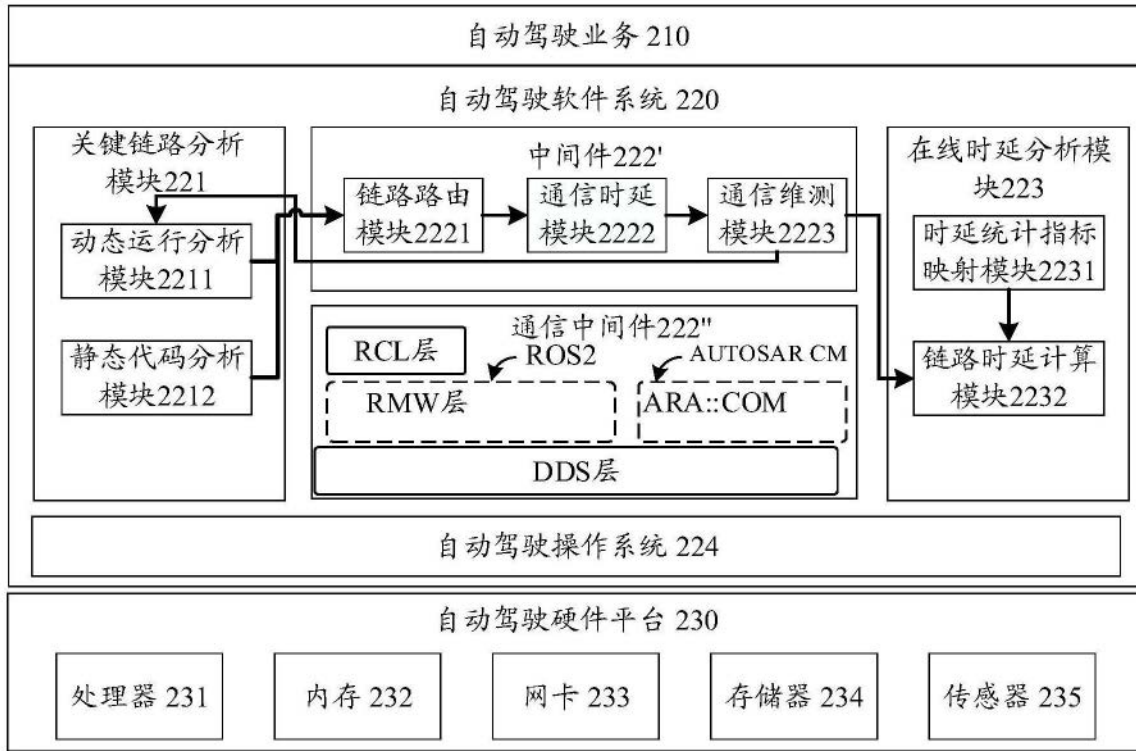 自动驾驶业务 210
自动驾驶软件系统 220
关键链路分析
模块221
动态运行分析
模块2211
静态代码分析
模块2212
中间件222'
链路路由
模块2221
通信时延
模块2222
通信维测
模块2223
通信中间件222"
RCL层
ROS2
AUTOSAR CM
RMW层
ARA::COM
DDS层
在线时延分析模
块223
时延统计指标
映射模块2231
链路时延计算
模块2232
自动驾驶操作系统 224
自动驾驶硬件平台 230
处理器 231
内存 232
网卡 233
存储器 234
传感器 235